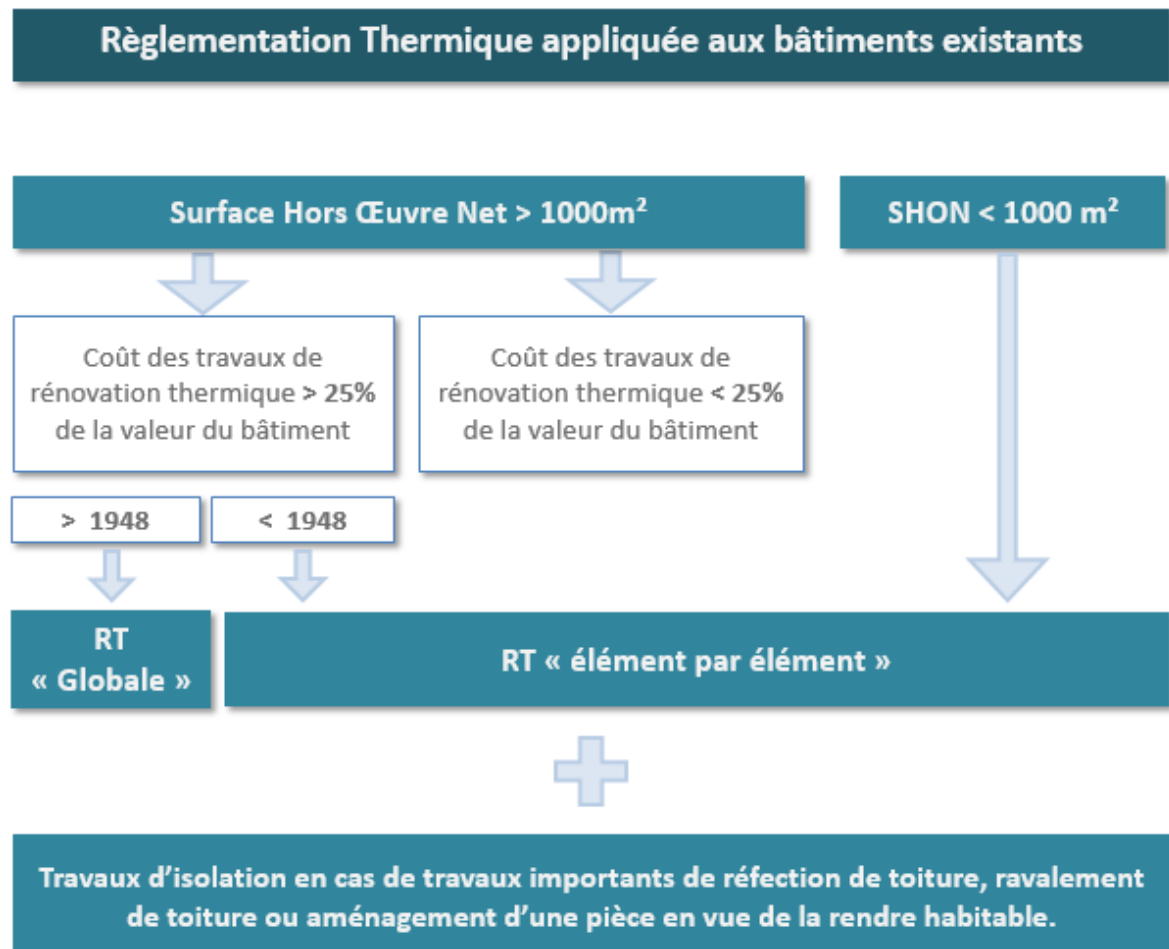 Règlementation Thermique appliquée aux bâtiments existants
Surface Hors Œuvre Net > 1000m²
SHON < 1000 m²
Coût des travaux de
rénovation thermique > 25%
de la valeur du bâtiment
Coût des travaux de
rénovation thermique < 25%
de la valeur du bâtiment
> 1948
< 1948
RT
« Globale »
RT « élément par élément »
Travaux d’isolation en cas de travaux importants de réfection de toiture, ravalement
de toiture ou aménagement d’une pièce en vue de la rendre habitable.